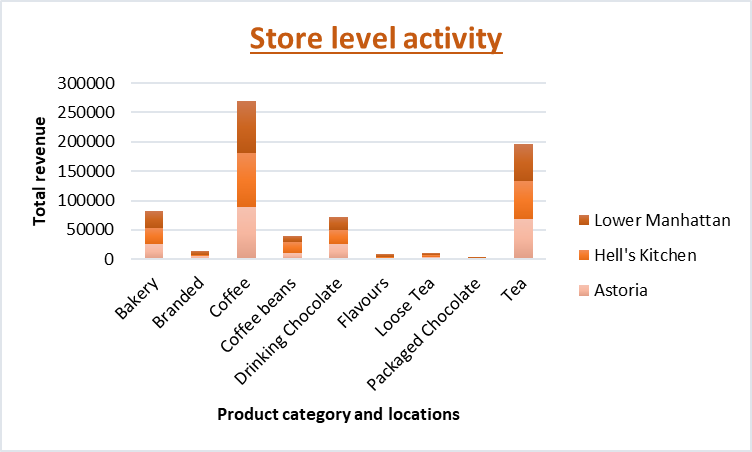 Store level activity
300000
250000
200000
150000
100000
50000
0
Total revenue
Bakery
Branded
Coffee
Coffee beans
Drinking Chocolate
Flavours
Loose Tea
Packaged Chocolate
Tea
Product category and locations
Lower Manhattan
Hell's Kitchen
Astoria